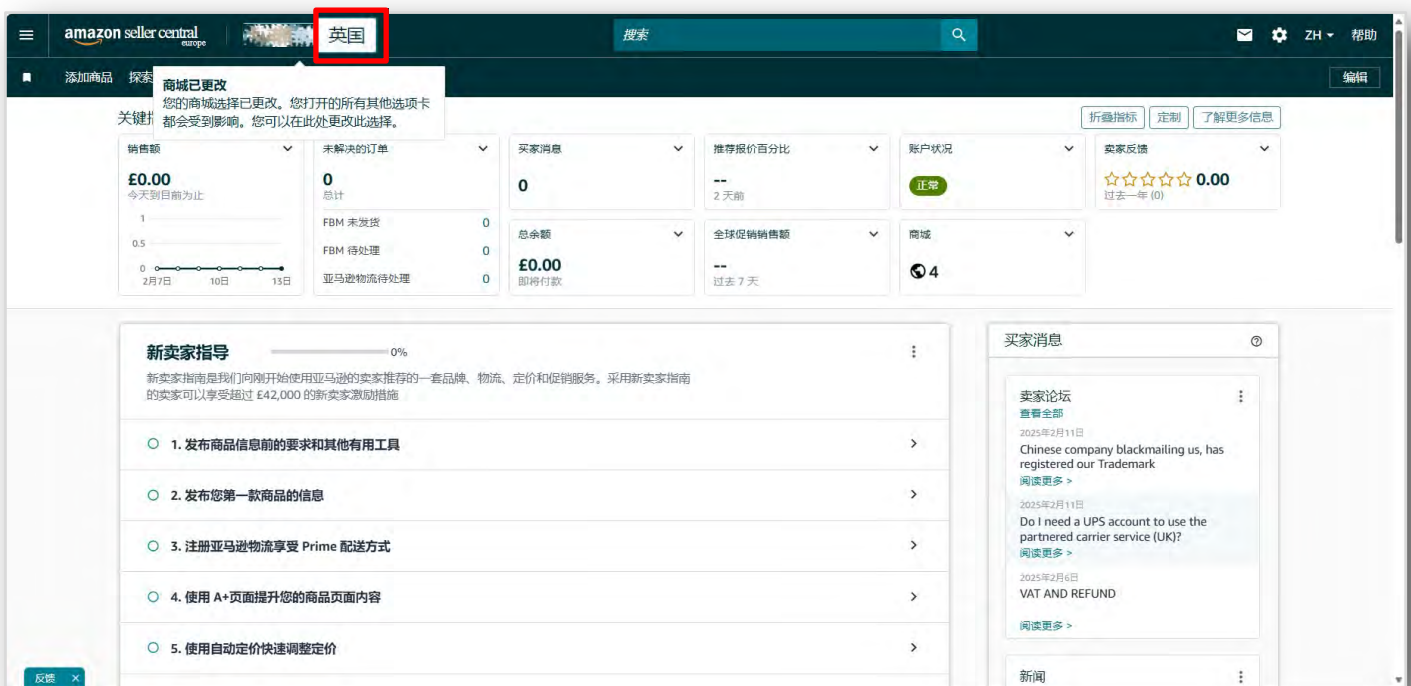 amazon seller central
europe
英国
搜索
ZH
帮助
添加商品 探索
编辑
商城已更改
您的商城选择已更改。您打开的所有其他选项卡
都会受到影响。您可以在此处更改此选择。
折叠指标
定制
了解更多信息
销售额
£0.00
今天到目前为止
1
0.5
0
2月7日
10日
13日
未解决的订单
0
总计
FBM 未发货 0
FBM 待处理 0
亚马逊物流待处理 0
买家消息
0
总余额
£0.00
即将付款
推荐报价百分比
--
2 天前
全球促销销售额
--
过去 7 天
账户状况
正常
商城
4
卖家反馈
0.00
过去一年 (0)
新卖家指导
0%
新卖家指南是我们向刚开始使用亚马逊的卖家推荐的一套品牌、物流、定价和促销服务。采用新卖家指南
的卖家可以享受超过 £42,000 的新卖家激励措施
1. 发布商品信息前的要求和其他有用工具
2. 发布您第一款商品的信息
3. 注册亚马逊物流享受 Prime 配送方式
4. 使用 A+页面提升您的商品页面内容
5. 使用自动定价快速调整定价
买家消息
卖家论坛
查看全部
2025年2月11日
Chinese company blackmailing us, has
registered our Trademark
阅读更多 >
2025年2月11日
Do I need a UPS account to use the
partnered carrier service (UK)?
阅读更多 >
2025年2月6日
VAT AND REFUND
阅读更多 >
新闻
反馈 ×